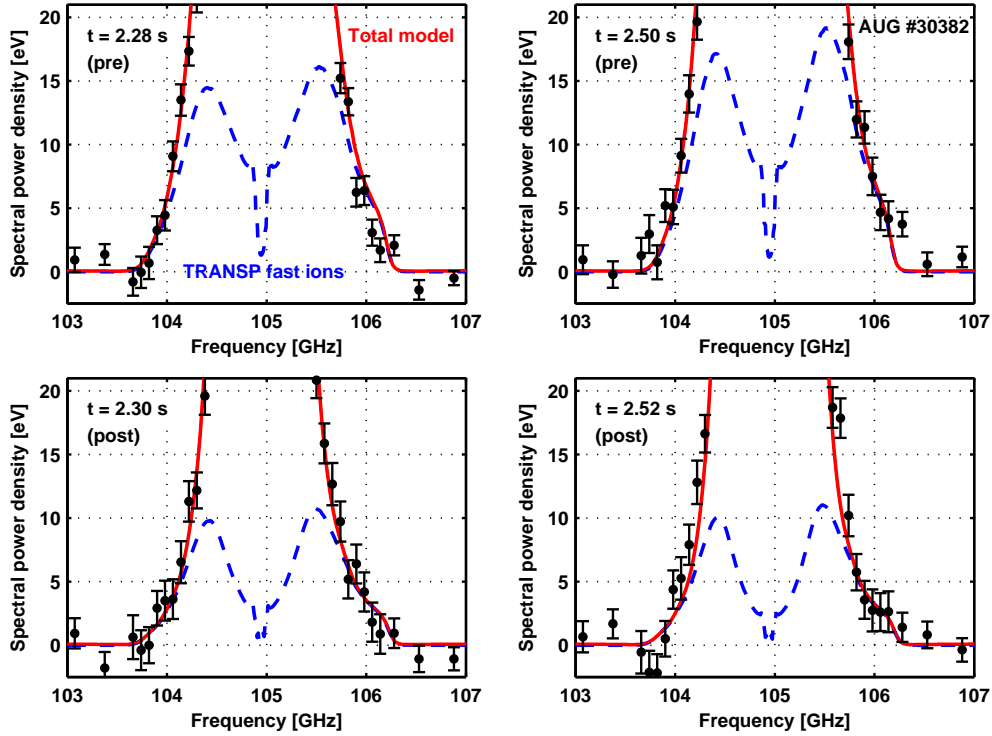 t = 2.28 s
(pre)
Total model
TRANSP fast ions
Spectral power density [eV]
20
15
10
5
0
103
104
105
106
107
Frequency [GHz]
t = 2.50 s
(pre)
AUG #30382
Spectral power density [eV]
20
15
10
5
0
103
104
105
106
107
Frequency [GHz]
t = 2.30 s
(post)
Spectral power density [eV]
20
15
10
5
0
103
104
105
106
107
Frequency [GHz]
t = 2.52 s
(post)
Spectral power density [eV]
20
15
10
5
0
103
104
105
106
107
Frequency [GHz]